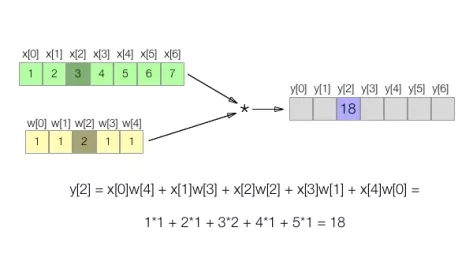 x[0] x[1] x[2] x[3] x[4] x[5] x[6]
1 2 3 4 5 6 7
y[0] y[1] y[2] y[3] y[4] y[5] y[6]
* 18
w[0] w[1] w[2] w[3] w[4]
1 1 2 1 1
y[2] = x[0]w[4] + x[1]w[3] + x[2]w[2] + x[3]w[1] + x[4]w[0] =
1*1 + 2*1 + 3*2 + 4*1 + 5*1 = 18